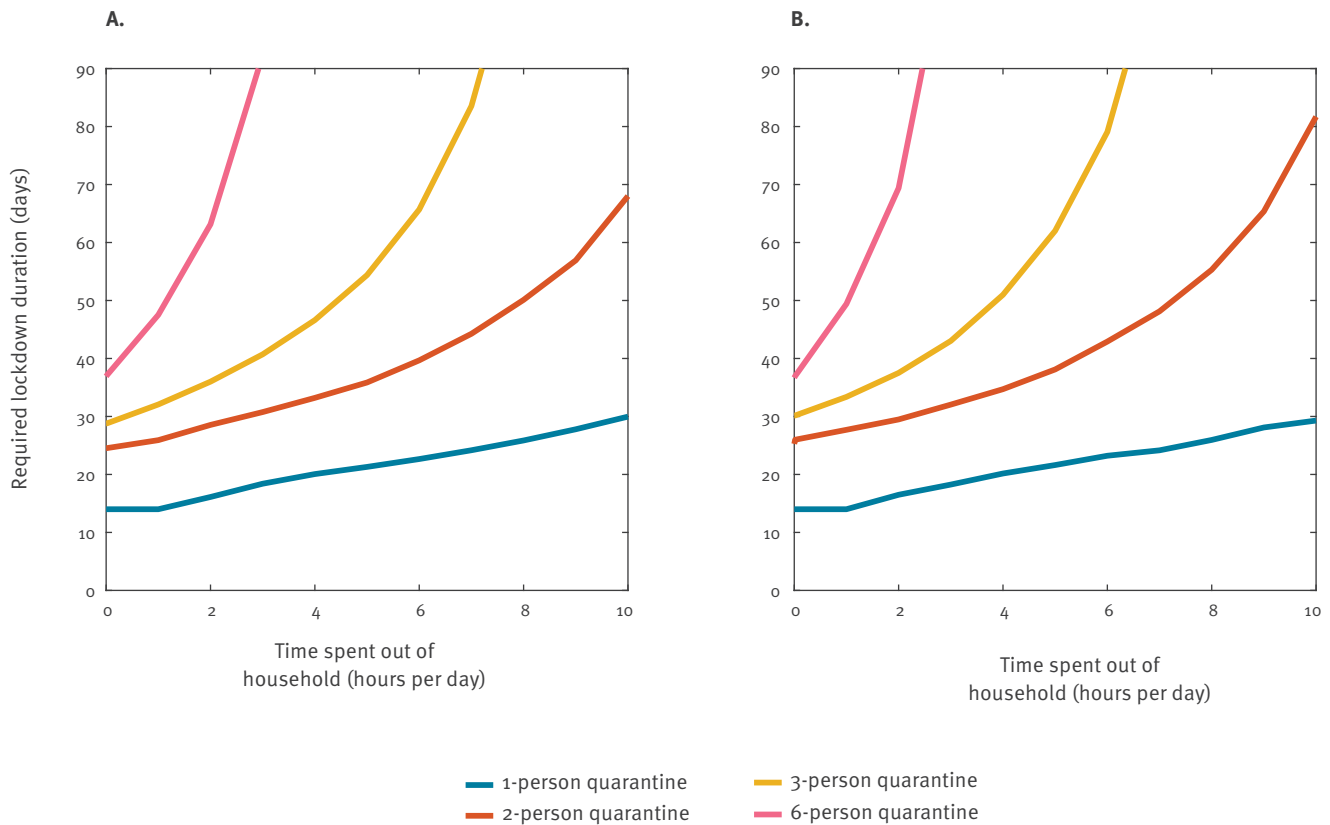 A.
90
80
70
60
50
40
30
20
10
0
Required lockdown duration (days)
0 2 4 6 8 10
Time spent out of
household (hours per day)
B.
90
80
70
60
50
40
30
20
10
0
0 2 4 6 8 10
Time spent out of
household (hours per day)
1-person quarantine
2-person quarantine
3-person quarantine
6-person quarantine